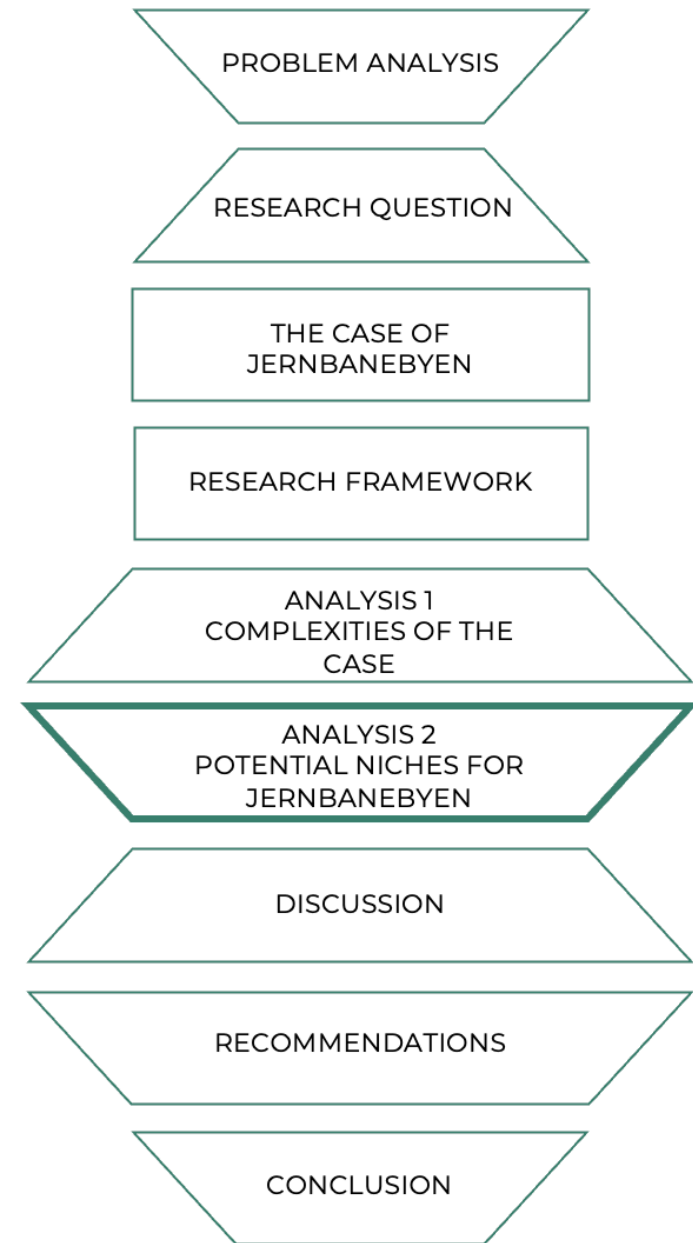 PROBLEM ANALYSIS
RESEARCH QUESTION
THE CASE OF
JERNBANEBYEN
RESEARCH FRAMEWORK
ANALYSIS 1
COMPLEXITIES OF THE
CASE
ANALYSIS 2
POTENTIAL NICHES FOR
JERNBANEBYEN
DISCUSSION
RECOMMENDATIONS
CONCLUSION